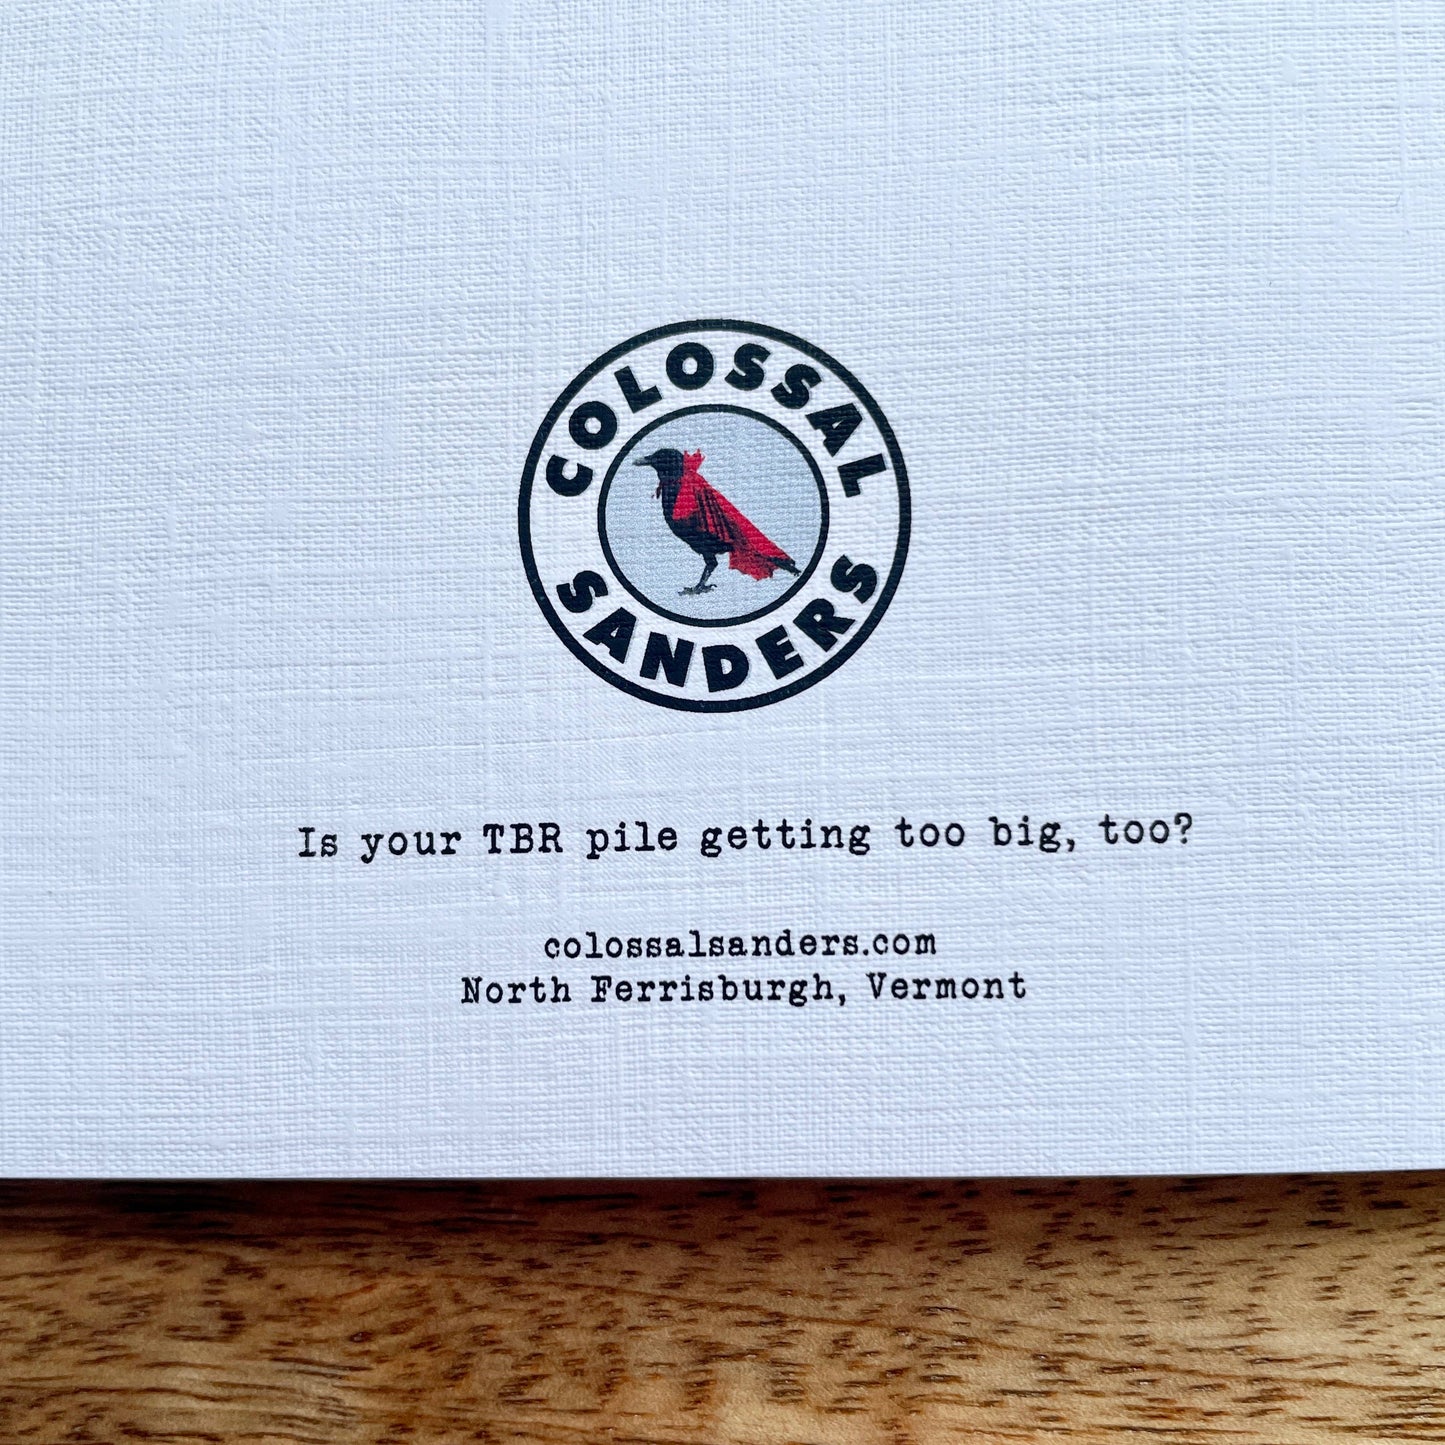 COLOSSAL
SANDERS
Is your TBR pile getting too big, too?
colossalsanders.com
North Ferrisburgh, Vermont